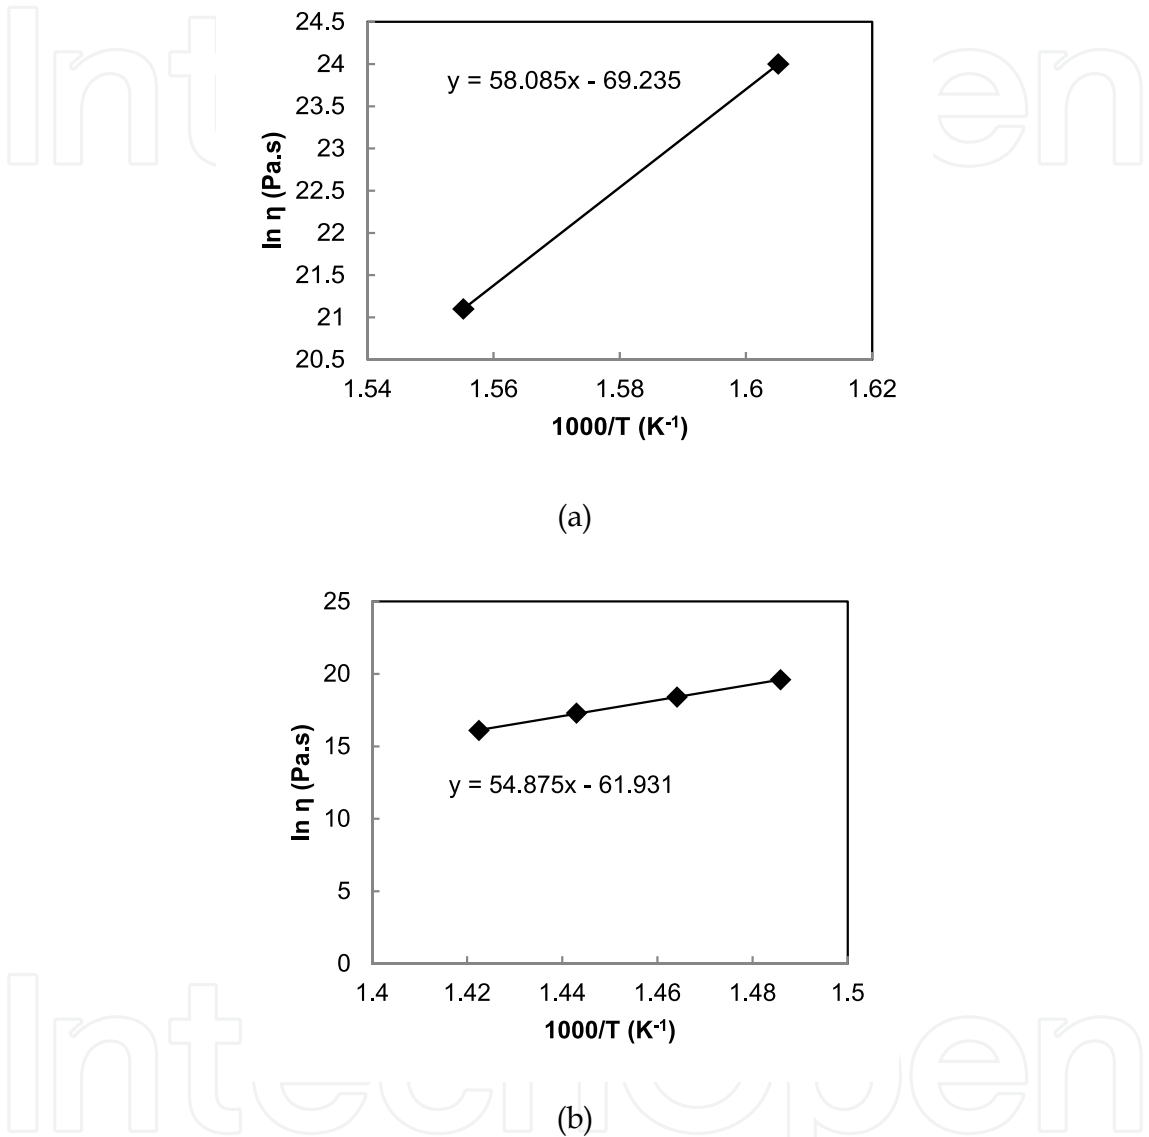 Intechopen
24.5
24
23.5
23
22.5
22
21.5
21
20.5
y = 58.085x - 69.235
ln η (Pa.s)
1.54 1.56 1.58 1.6 1.62
1000/T (K⁻¹)
(a)
25
20
15
10
5
0
y = 54.875x - 61.931
ln η (Pa.s)
1.4 1.42 1.44 1.46 1.48 1.5
1000/T (K⁻¹)
Intechopen
(b)